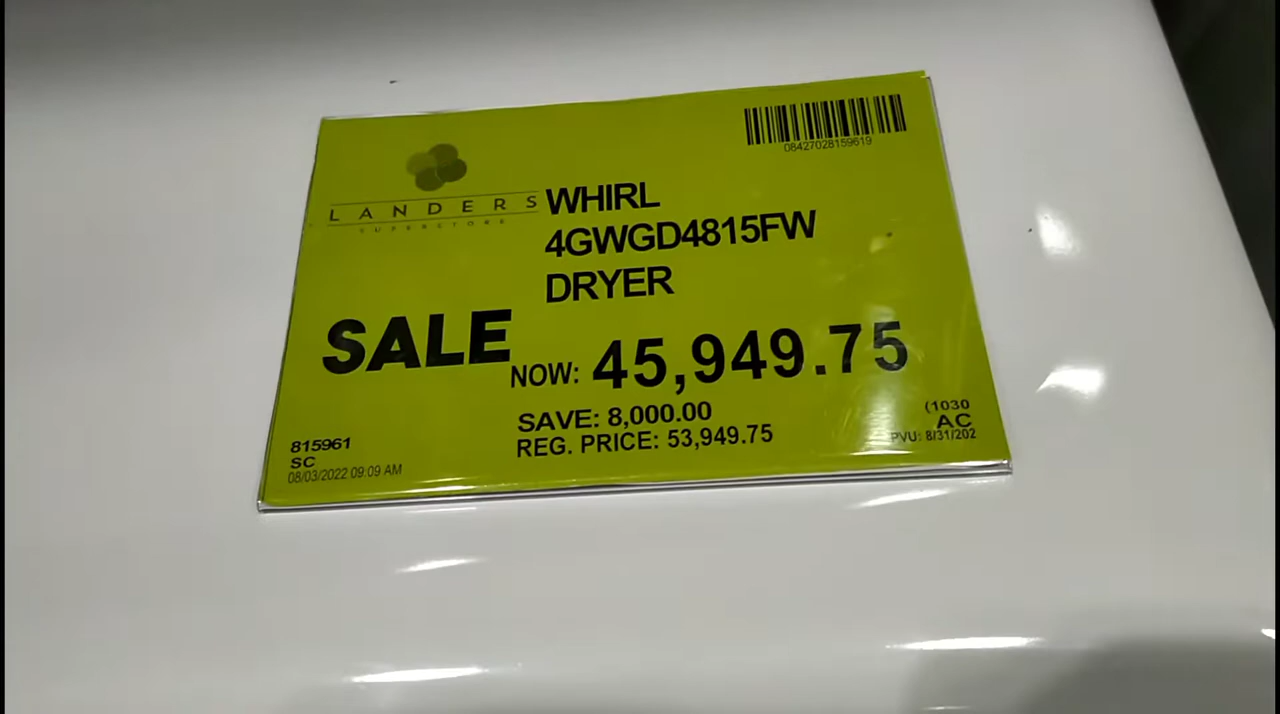 08427028159619
LANDERS
SUPERSTORE
WHIRL
4GWGD4815FW
DRYER
SALE
NOW: 45,949.75
SAVE: 8,000.00
REG. PRICE: 53,949.75
815961
SC
08/03/2022 09:09 AM
(1030
AC
PVU: 8/31/202